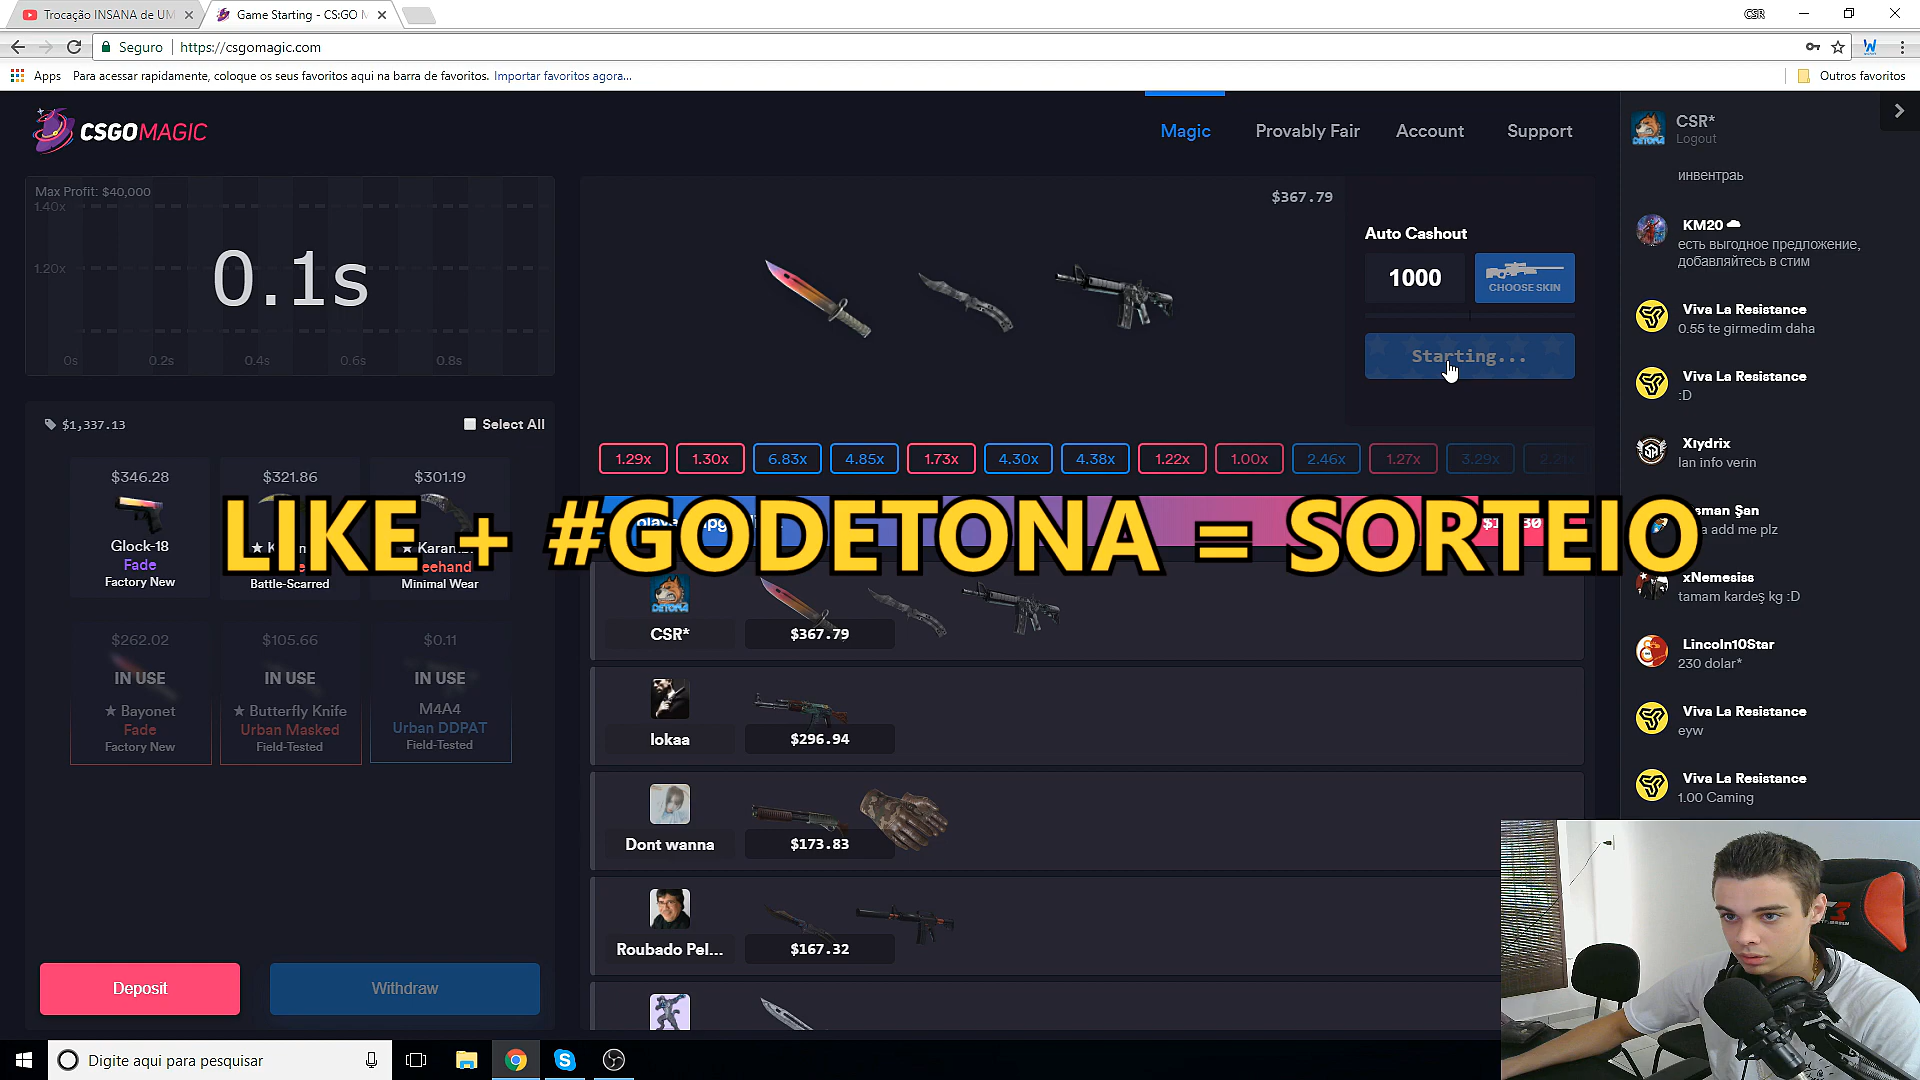 Trocação INSANA de UM
Game Starting - CS:GO M
CSR
Seguro
https://csgomagic.com
Apps
Para acessar rapidamente, coloque os seus favoritos aqui na barra de favoritos. Importar favoritos agora...
Outros favoritos
CSGOMAGIC
Magic
Provably Fair
Account
Support
CSR*
Logout
Max Profit: $40,000
1.40x
1.20x
0.1s
0s 0.2s 0.4s 0.6s 0.8s
$367.79
Auto Cashout
1000
CHOOSE SKIN
Starting...
$1,337.13
Select All
$346.28
Glock-18
Fade
Factory New
$321.86
Battle-Scarred
$301.19
Minimal Wear
$262.02
IN USE
★ Bayonet
Fade
Factory New
$105.66
IN USE
★ Butterfly Knife
Urban Masked
Field-Tested
$0.11
IN USE
M4A4
Urban DDPAT
Field-Tested
Deposit
Withdraw
1.29x 1.30x 6.83x 4.85x 1.73x 4.30x 4.38x 1.22x 1.00x 2.46x 1.27x 3.29x
LIKE + #GODETONA = SORTEIO
DETONA
CSR*
$367.79
lokaa
$296.94
Dont wanna
$173.83
Roubado Pel...
$167.32
инвентраь
KM20
есть выгодное предложение,
добавляйтесь в стим
Viva La Resistance
0.55 te girmedim daha
Viva La Resistance
:D
Xlydrix
lan info verin
Şan
add me plz
xNemesiss
tamam kardeş kg :D
Lincoln10Star
230 dolar*
Viva La Resistance
eyw
Viva La Resistance
1.00 Caming
Digite aqui para pesquisar